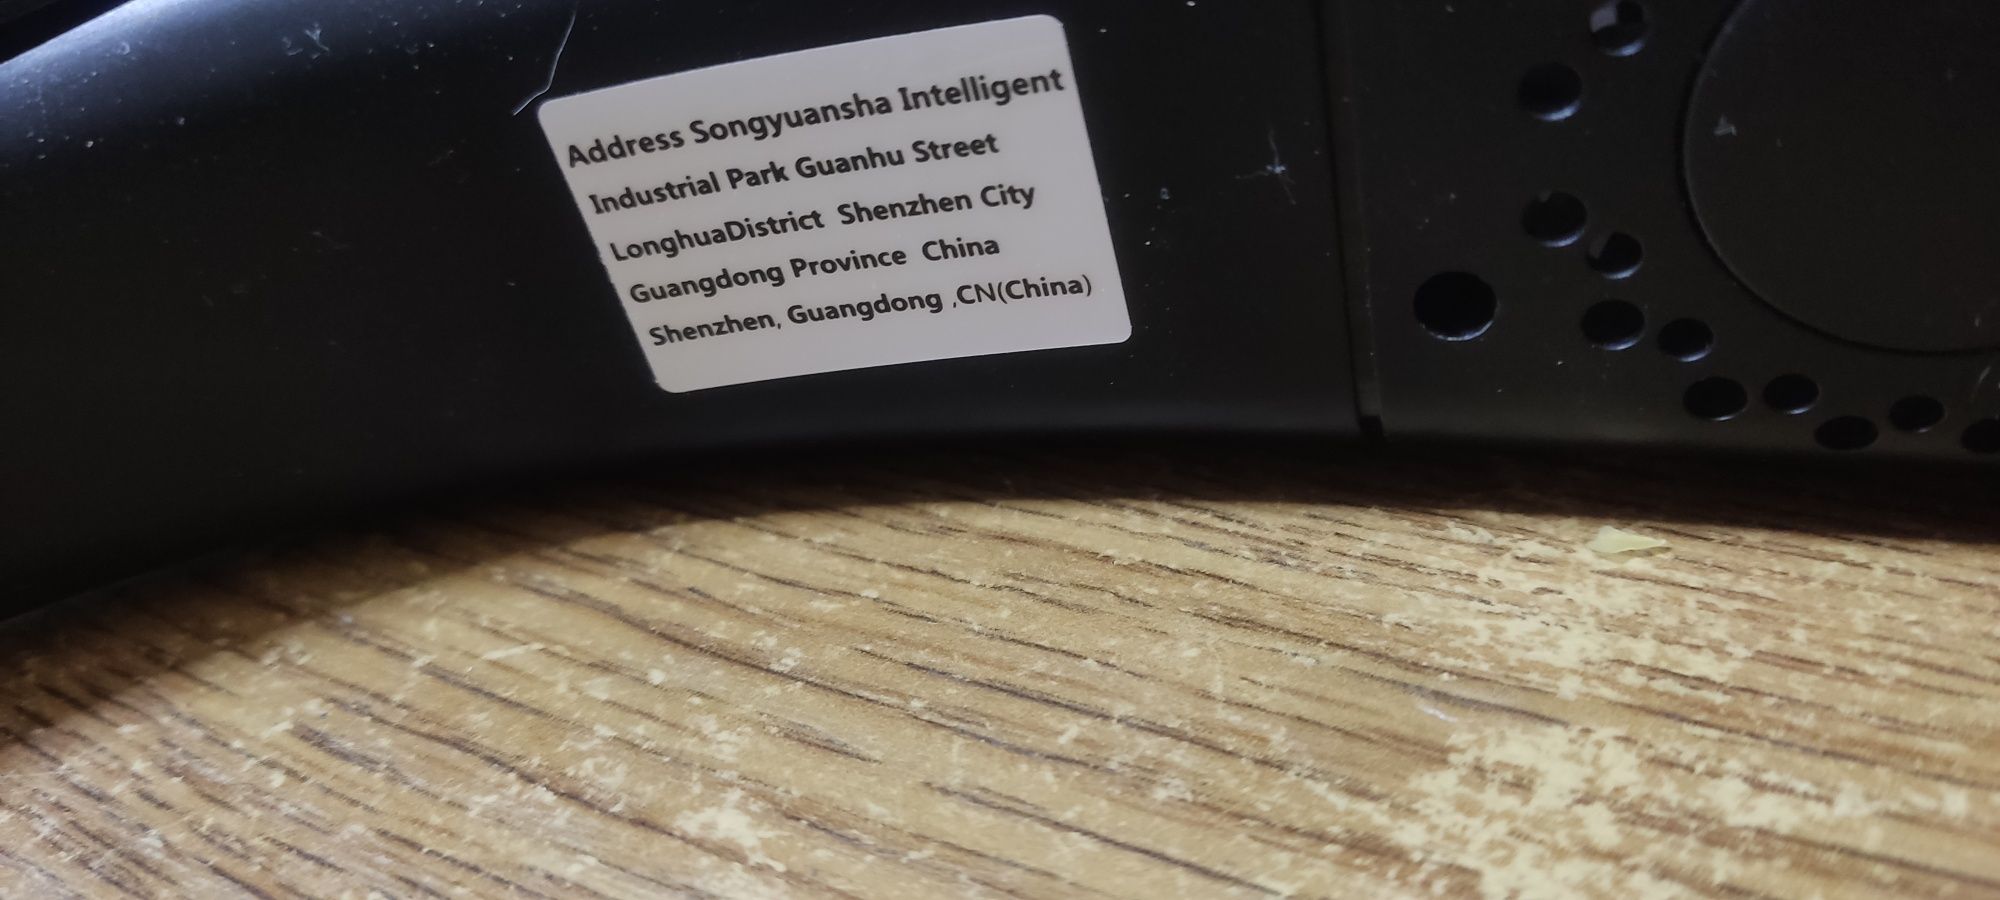 Address Songyuansha Intelligent
Industrial Park Guanhu Street
LonghuaDistrict  Shenzhen City
Guangdong Province  China
Shenzhen, Guangdong ,CN(China)